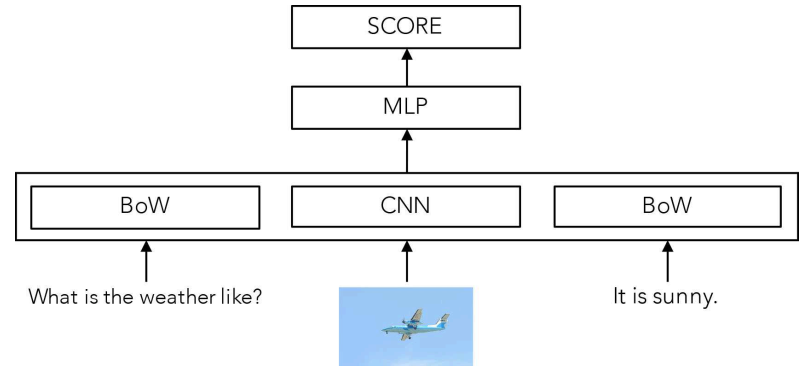 SCORE
MLP
BoW
CNN
BoW
What is the weather like?
It is sunny.